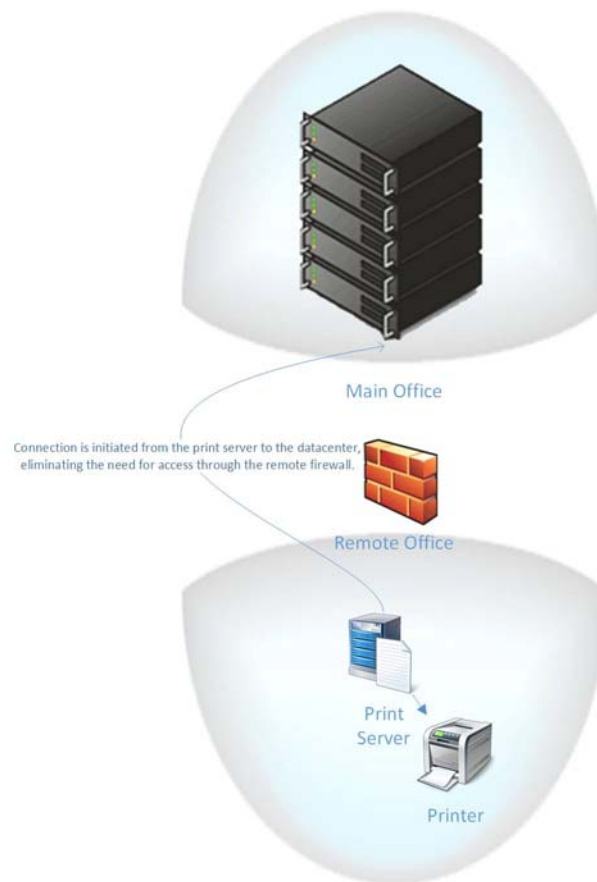 Main Office
Connection is initiated from the print server to the datacenter,
eliminating the need for access through the remote firewall.
Remote Office
Print
Server
Printer